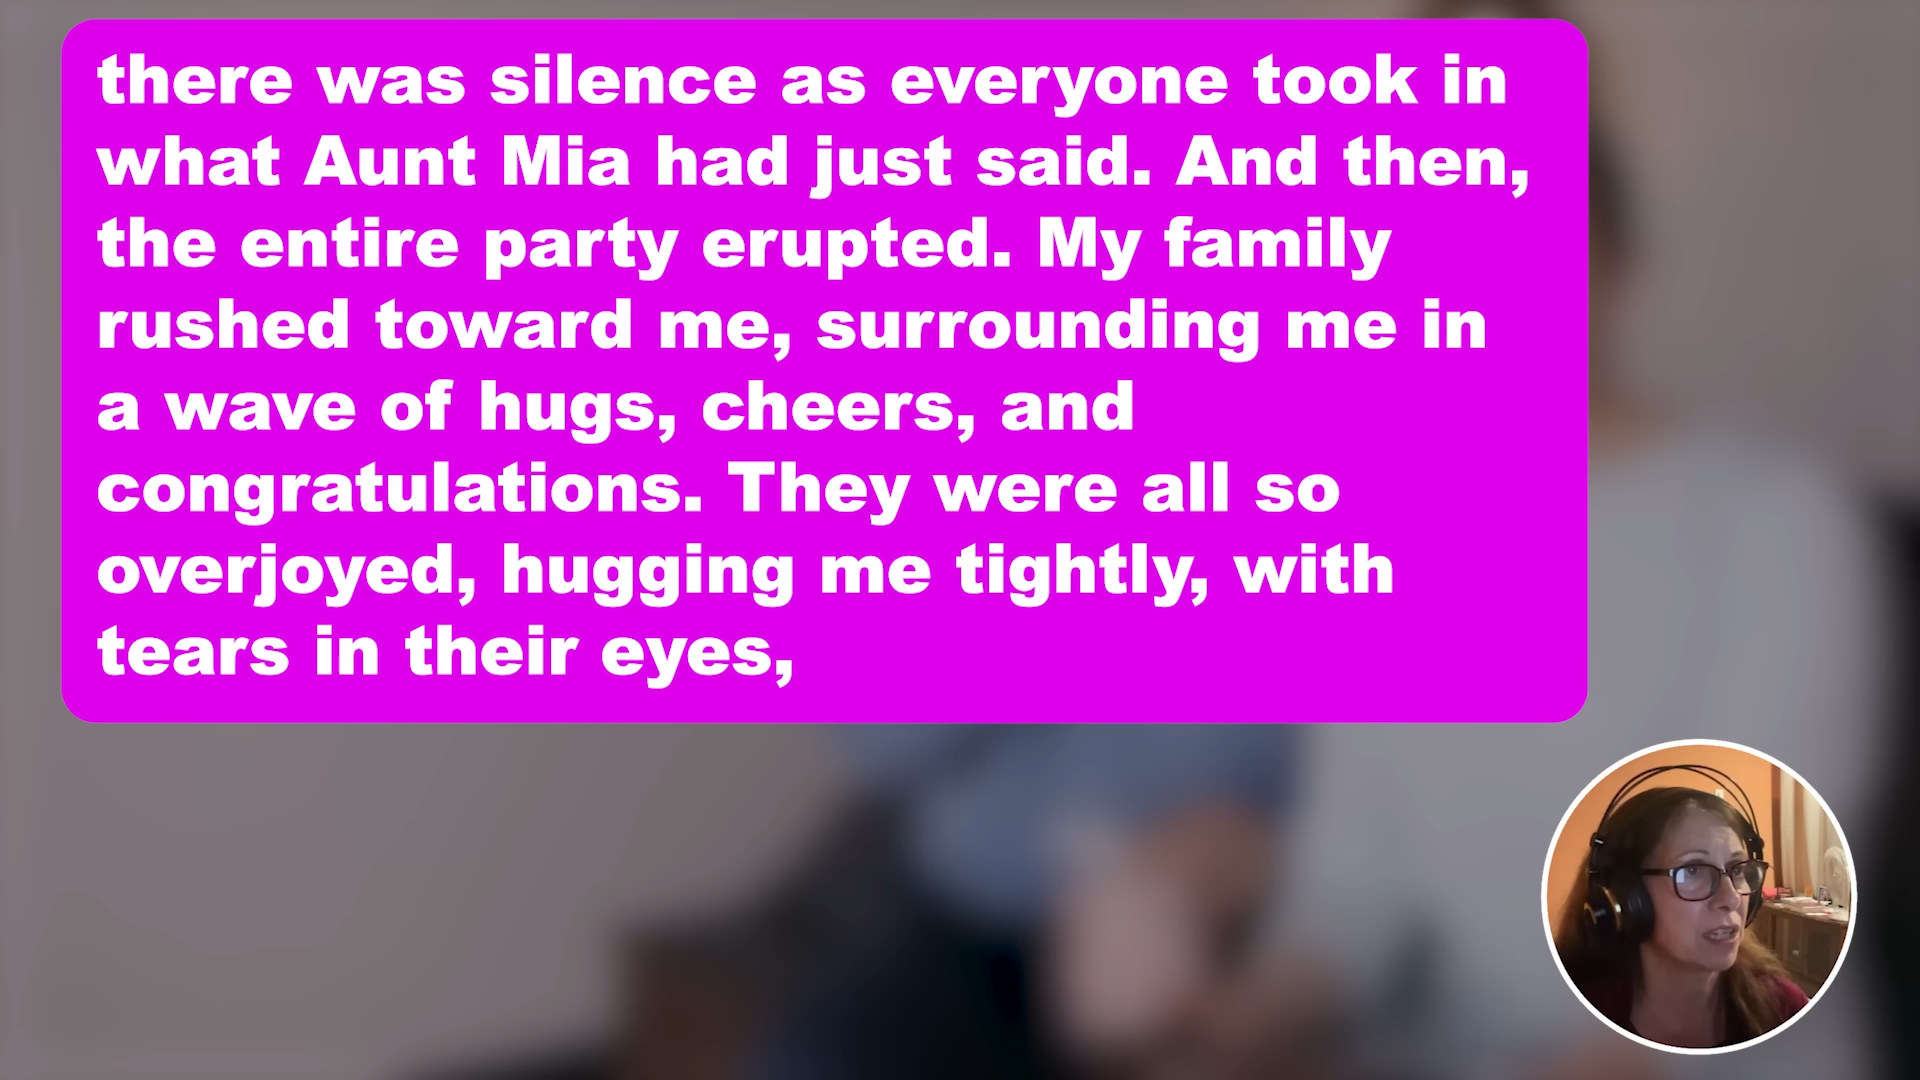 there was silence as everyone took in
what Aunt Mia had just said. And then,
the entire party erupted. My family
rushed toward me, surrounding me in
a wave of hugs, cheers, and
congratulations. They were all so
overjoyed, hugging me tightly, with
tears in their eyes,